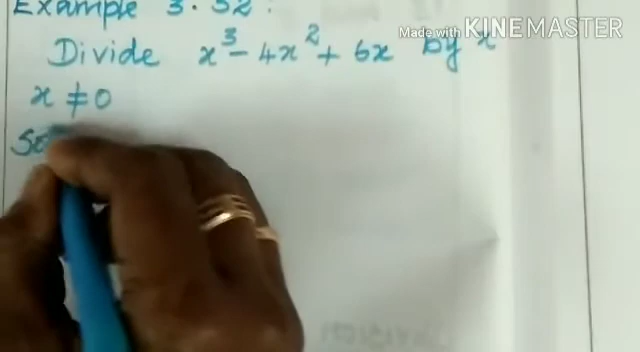 Example 3.32:
Made with KINEMASTER
Divide x³ - 4x² + 6x by x
x ≠ 0